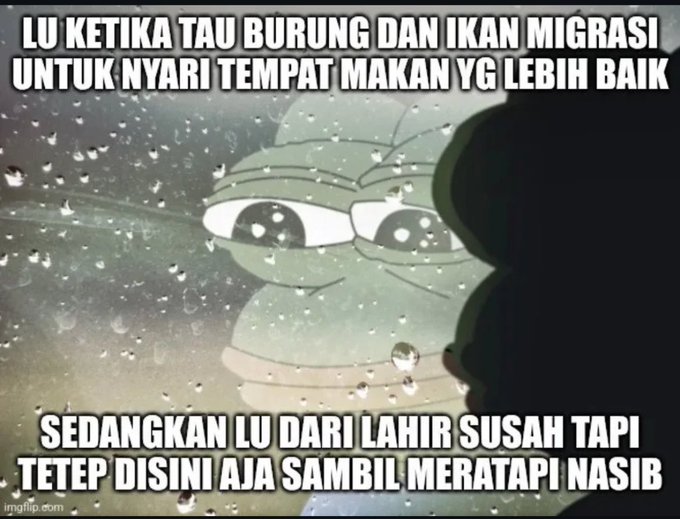 LU KETIKA TAU BURUNG DAN IKAN MIGRASI
UNTUK NYARI TEMPAT MAKAN YG LEBIH BAIK
SEDANGKAN LU DARI LAHIR SUSAH TAPI
TETEP DISINI AJA SAMBIL MERATAPI NASIB
imgflip.com